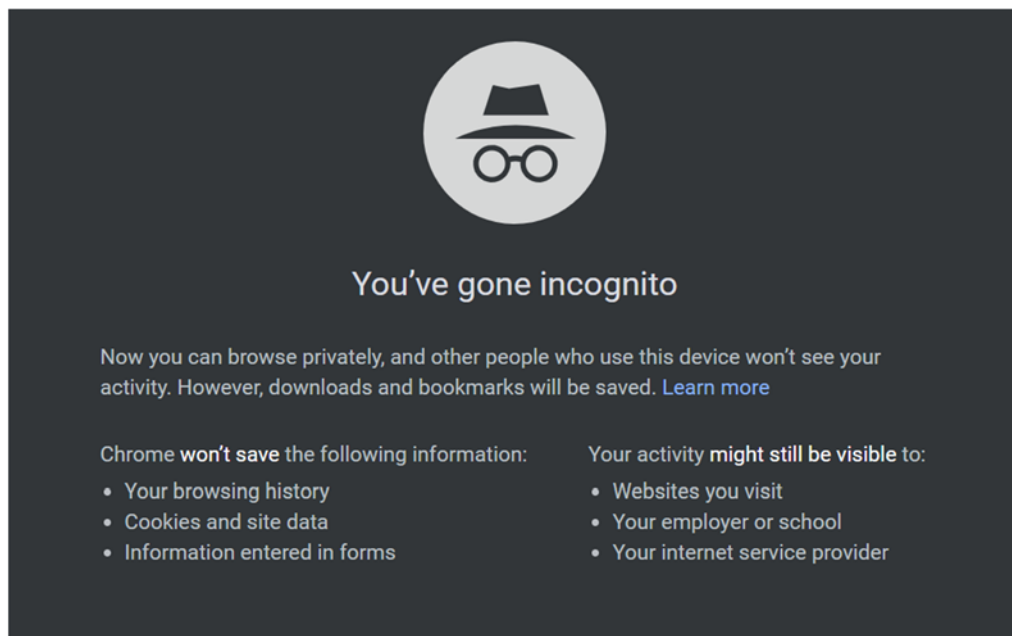 You’ve gone incognito
Now you can browse privately, and other people who use this device won’t see your
activity. However, downloads and bookmarks will be saved. Learn more
Chrome won’t save the following information:
• Your browsing history
• Cookies and site data
• Information entered in forms
Your activity might still be visible to:
• Websites you visit
• Your employer or school
• Your internet service provider